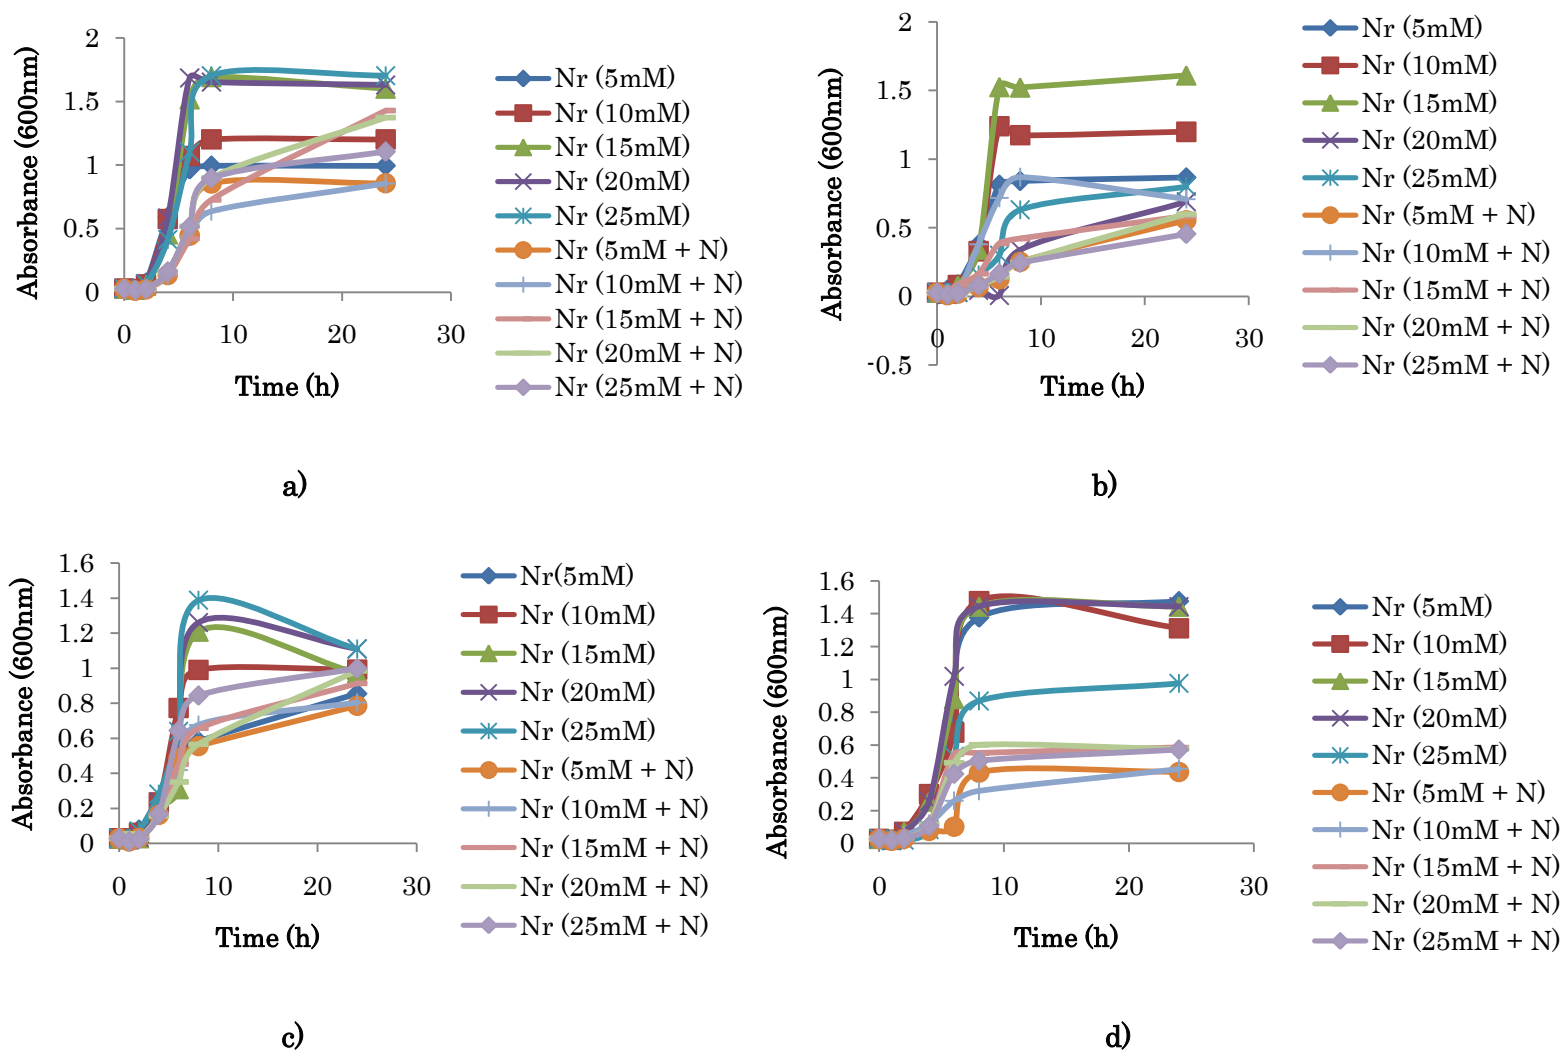 2
1.5
1
0.5
0
0 10 20 30
Absorbance (600nm)
Time (h)
Nr (5mM)
Nr (10mM)
Nr (15mM)
Nr (20mM)
Nr (25mM)
Nr (5mM + N)
Nr (10mM + N)
Nr (15mM + N)
Nr (20mM + N)
Nr (25mM + N)
a)
2
1.5
1
0.5
0
-0.5
0 10 20 30
Absorbance (600nm)
Time (h)
Nr (5mM)
Nr (10mM)
Nr (15mM)
Nr (20mM)
Nr (25mM)
Nr (5mM + N)
Nr (10mM + N)
Nr (15mM + N)
Nr (20mM + N)
Nr (25mM + N)
b)
1.6
1.4
1.2
1
0.8
0.6
0.4
0.2
0
0 10 20 30
Absorbance (600nm)
Time (h)
Nr(5mM)
Nr (10mM)
Nr (15mM)
Nr (20mM)
Nr (25mM)
Nr (5mM + N)
Nr (10mM + N)
Nr (15mM + N)
Nr (20mM + N)
Nr (25mM + N)
c)
1.6
1.4
1.2
1
0.8
0.6
0.4
0.2
0
0 10 20 30
Absorbance (600nm)
Time (h)
Nr (5mM)
Nr (10mM)
Nr (15mM)
Nr (20mM)
Nr (25mM)
Nr (5mM + N)
Nr (10mM + N)
Nr (15mM + N)
Nr (20mM + N)
Nr (25mM + N)
d)